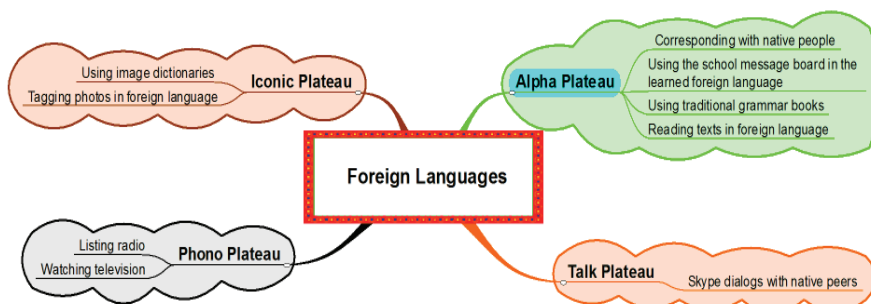 Using image dictionaries
Tagging photos in foreign language
Iconic Plateau
Alpha Plateau
Corresponding with native people
Using the school message board in the
learned foreign language
Using traditional grammar books
Reading texts in foreign language
Foreign Languages
Listing radio
Watching television
Phono Plateau
Talk Plateau
Skype dialogs with native peers